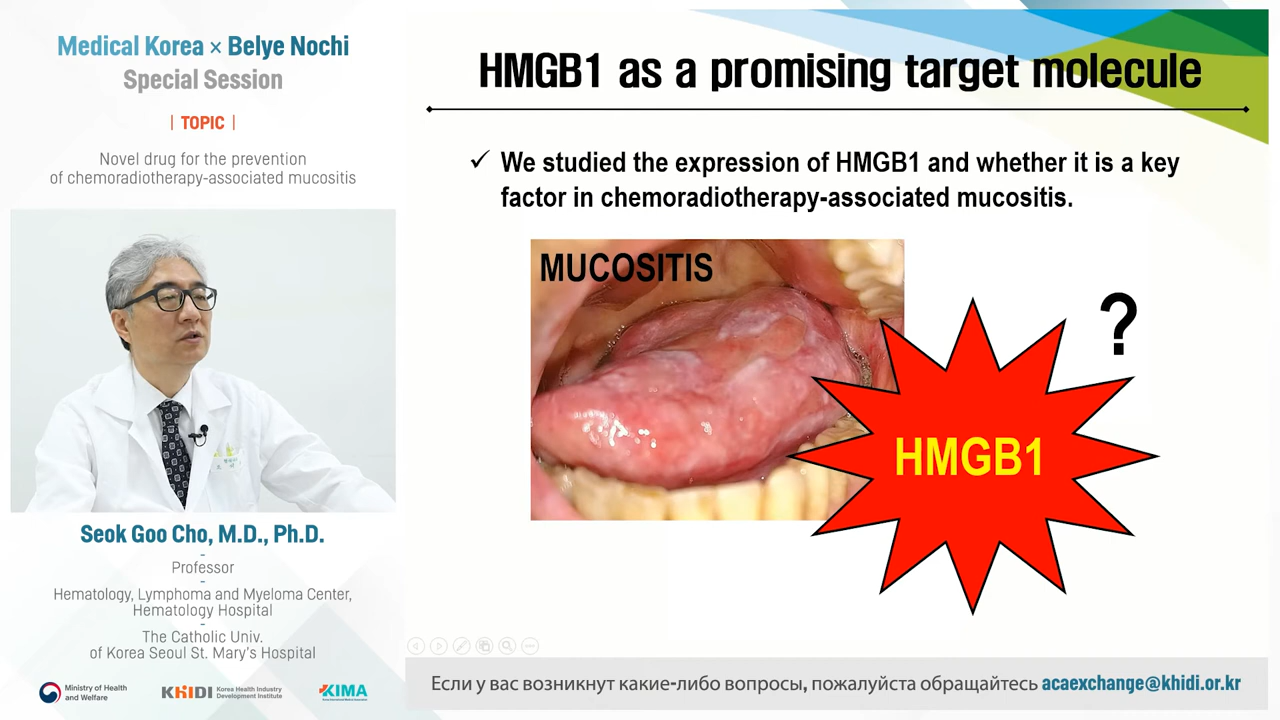 Medical Korea × Belye Nochi
Special Session
| TOPIC |
Novel drug for the prevention
of chemoradiotherapy-associated mucositis
Seok Goo Cho, M.D., Ph.D.
-
Professor
-
Hematology, Lymphoma and Myeloma Center,
Hematology Hospital
-
The Catholic Univ.
of Korea Seoul St. Mary's Hospital
Ministry of Health
and Welfare
KHIDI
Korea Health Industry
Development Institute
KIMA
HMGB1 as a promising target molecule
✓ We studied the expression of HMGB1 and whether it is a key
factor in chemoradiotherapy-associated mucositis.
MUCOSITIS
?
HMGB1
Если у вас возникнут какие-либо вопросы, пожалуйста обращайтесь acaexchange@khidi.or.kr